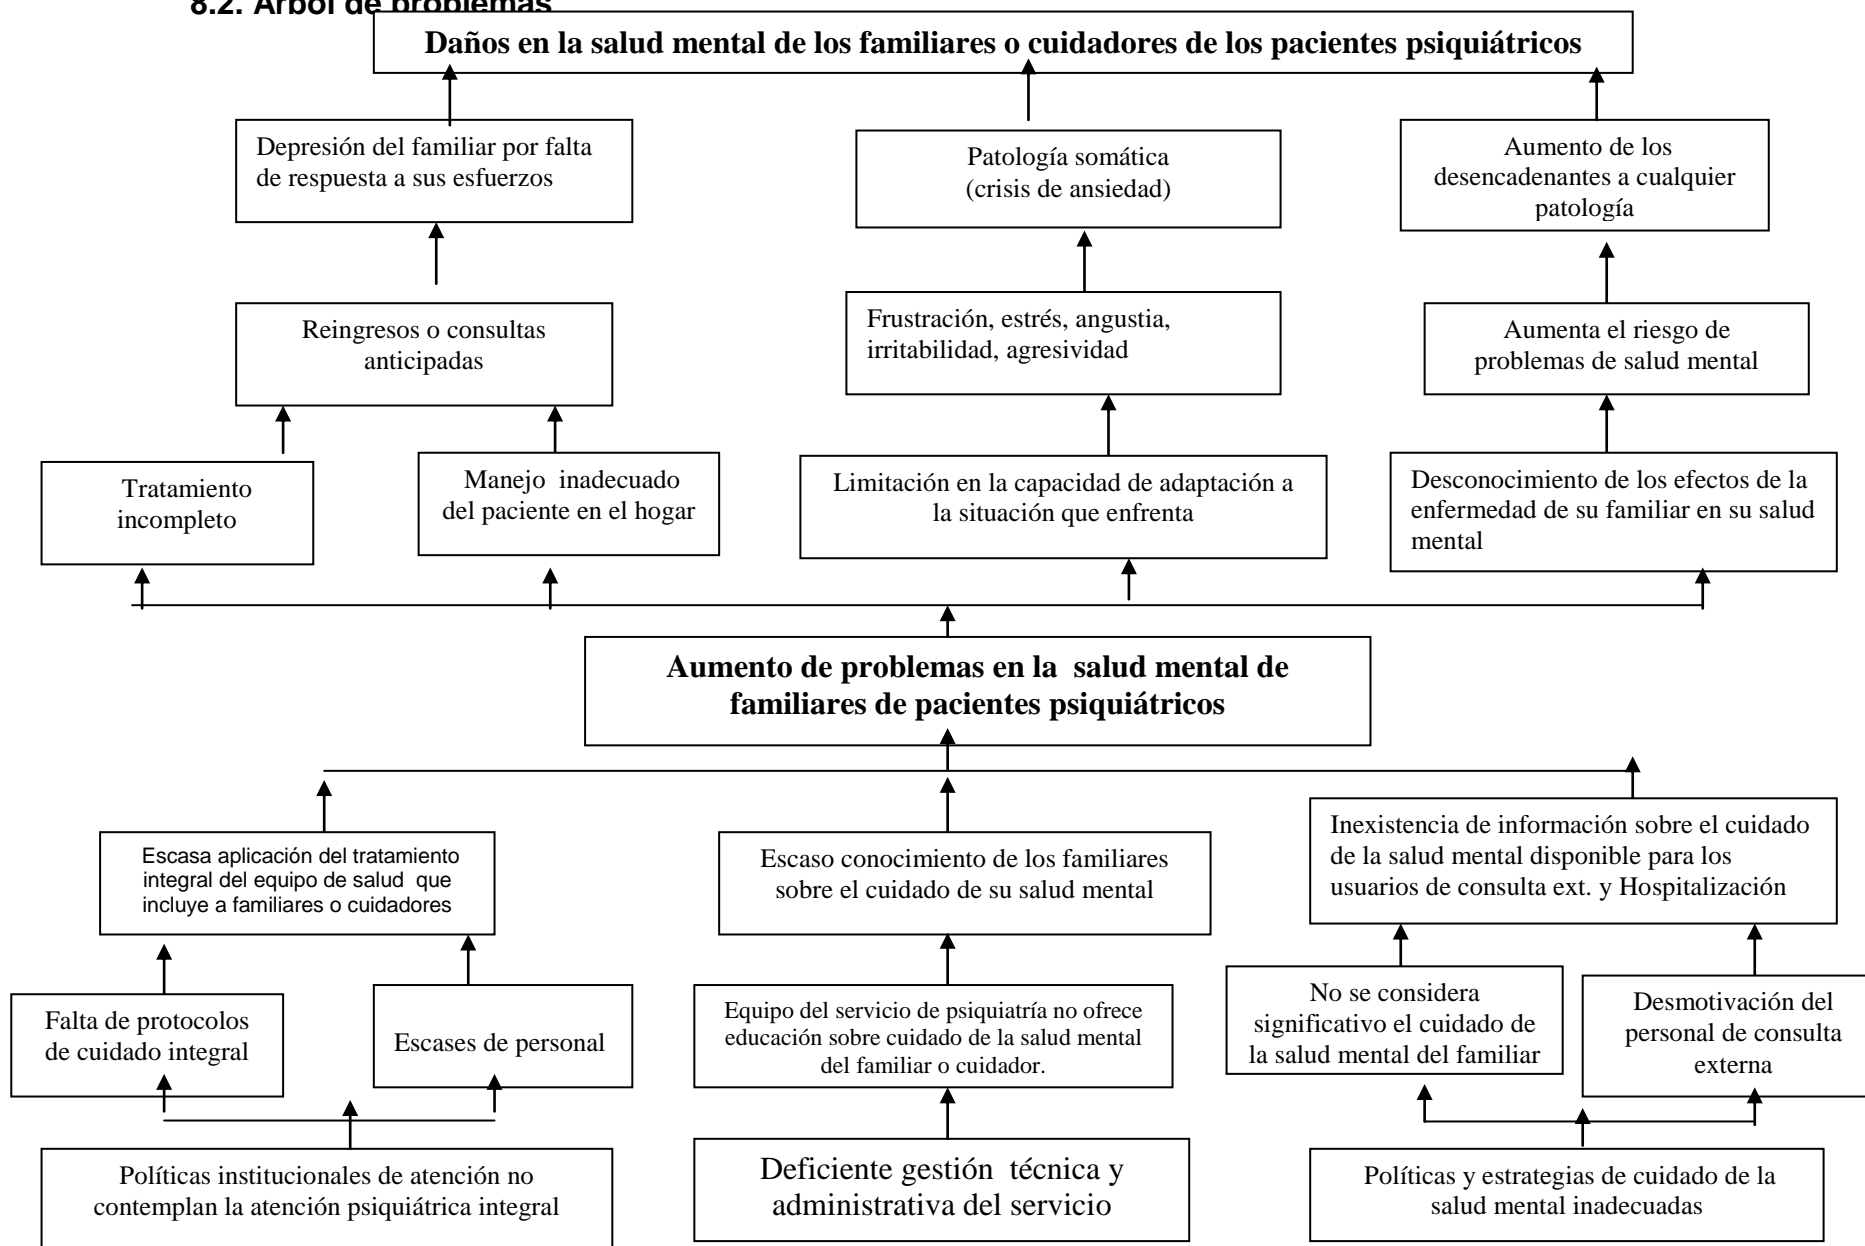 8.2. Árbol de problemas
Daños en la salud mental de los familiares o cuidadores de los pacientes psiquiátricos
Depresión del familiar por falta
de respuesta a sus esfuerzos
Patología somática
(crisis de ansiedad)
Aumento de los
desencadenantes a cualquier
patología
Reingresos o consultas
anticipadas
Frustración, estrés, angustia,
irritabilidad, agresividad
Aumenta el riesgo de
problemas de salud mental
Tratamiento
incompleto
Manejo inadecuado
del paciente en el hogar
Limitación en la capacidad de adaptación a
la situación que enfrenta
Desconocimiento de los efectos de la
enfermedad de su familiar en su salud
mental
Aumento de problemas en la salud mental de
familiares de pacientes psiquiátricos
Escasa aplicación del tratamiento
integral del equipo de salud que
incluye a familiares o cuidadores
Escaso conocimiento de los familiares
sobre el cuidado de su salud mental
Inexistencia de información sobre el cuidado
de la salud mental disponible para los
usuarios de consulta ext. y Hospitalización
Falta de protocolos
de cuidado integral
Escases de personal
Equipo del servicio de psiquiatría no ofrece
educación sobre cuidado de la salud mental
del familiar o cuidador.
No se considera
significativo el cuidado de
la salud mental del familiar
Desmotivación del
personal de consulta
externa
Políticas institucionales de atención no
contemplan la atención psiquiátrica integral
Deficiente gestión técnica y
administrativa del servicio
Políticas y estrategias de cuidado de la
salud mental inadecuadas